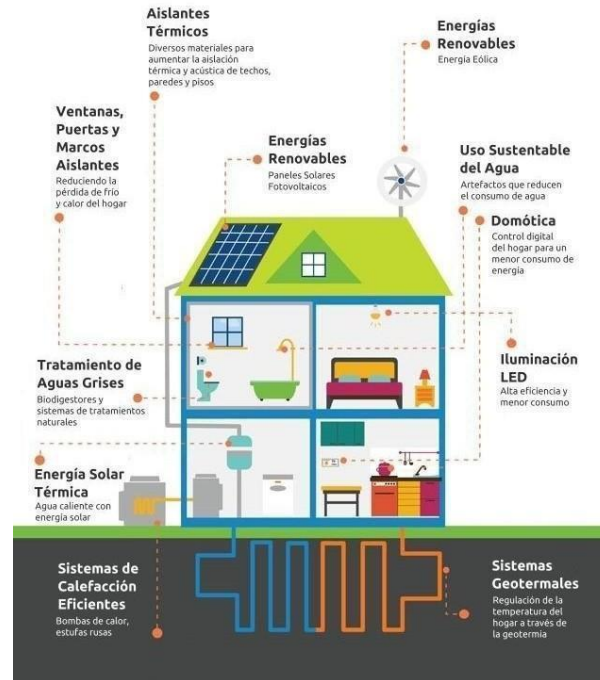 Aislantes
Térmicos
Diversos materiales para
aumentar la aislación
térmica y acústica de techos,
paredes y pisos
Energías
Renovables
Energía Eólica
Ventanas,
Puertas y
Marcos
Aislantes
Reduciendo la
pérdida de frío
y calor del hogar
Energías
Renovables
Paneles Solares
Fotovoltaicos
Uso Sustentable
del Agua
Artefactos que reducen
el consumo de agua
Domótica
Control digital
del hogar para un
menor consumo de
energía
Tratamiento de
Aguas Grises
Biodigestores y
sistemas de tratamientos
naturales
Iluminación
LED
Alta eficiencia y
menor consumo
Energía Solar
Térmica
Agua caliente con
energía solar
Sistemas de
Calefacción
Eficientes
Bombas de calor,
estufas rusas
Sistemas
Geotermales
Regulación de la
temperatura del
hogar a través de
la geotermia